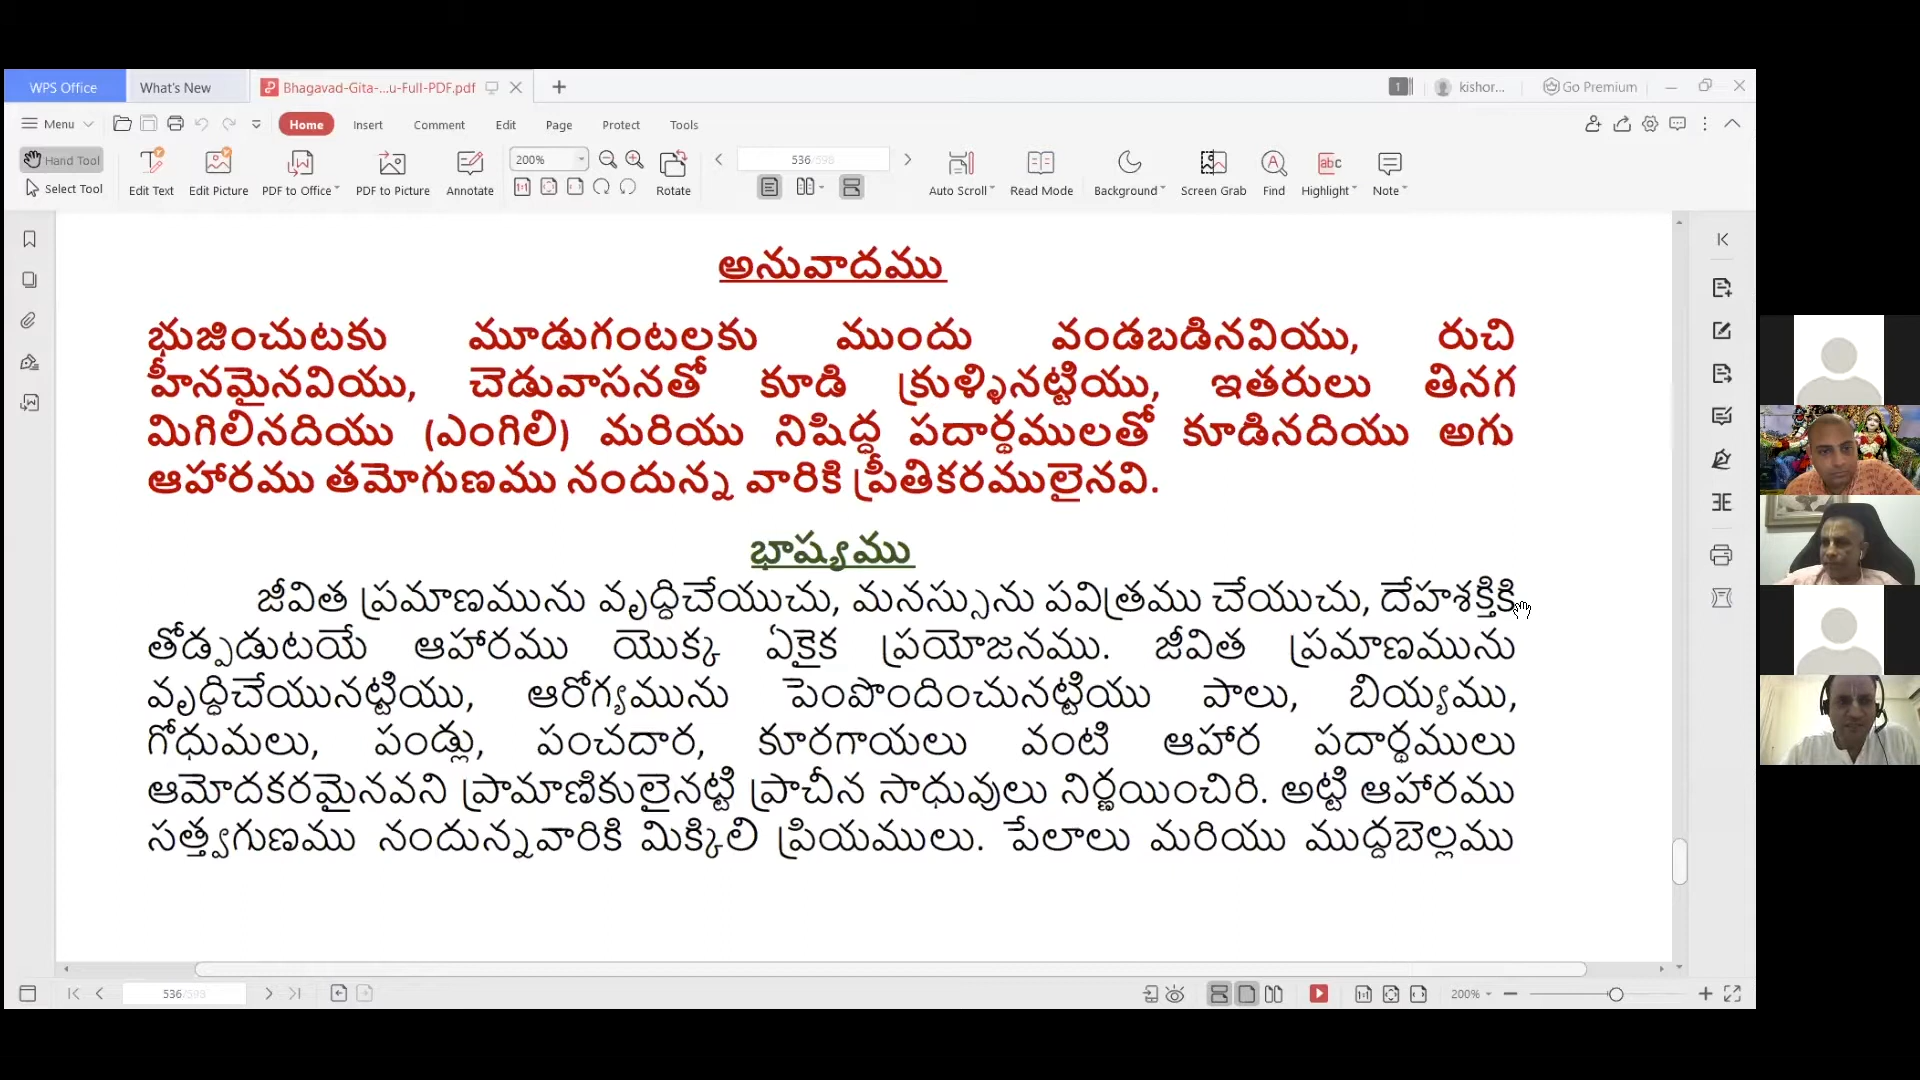 WPS Office What's New Bhagavad-Gita-...u-Full-PDF.pdf 1 kishor... Go Premium
Menu Home Insert Comment Edit Page Protect Tools
Hand Tool
Select Tool
Edit Text Edit Picture PDF to Office PDF to Picture Annotate Rotate Auto Scroll Read Mode Background Screen Grab Find Highlight Note
200% 536/598
అనువాదము
భుజించుటకు మూడుగంటలకు ముందు వండబడినవియు, రుచి
హీనమైనవియు, చెడువాసనతో కూడి క్రుళ్ళినట్టియు, ఇతరులు తినగ
మిగిలినదియు (ఎంగిలి) మరియు నిషిద్ధ పదార్థములతో కూడినదియు అగు
ఆహారము తమోగుణము నందున్న వారికి ప్రీతికరములైనవి.
భాష్యము
జీవిత ప్రమాణమును వృద్ధిచేయుచు, మనస్సును పవిత్రము చేయుచు, దేహశక్తికి
తోడ్పడుటయే ఆహారము యొక్క ఏకైక ప్రయోజనము. జీవిత ప్రమాణమును
వృద్ధిచేయునట్టియు, ఆరోగ్యమును పెంపొందించునట్టియు పాలు, బియ్యము,
గోధుమలు, పండ్లు, పంచదార, కూరగాయలు వంటి ఆహార పదార్థములు
ఆమోదకరమైనవని ప్రామాణికులైనట్టి ప్రాచీన సాధువులు నిర్ణయించిరి. అట్టి ఆహారము
సత్త్వగుణము నందున్నవారికి మిక్కిలి ప్రియములు. పేలాలు మరియు ముద్దబెల్లము
536/598 200%